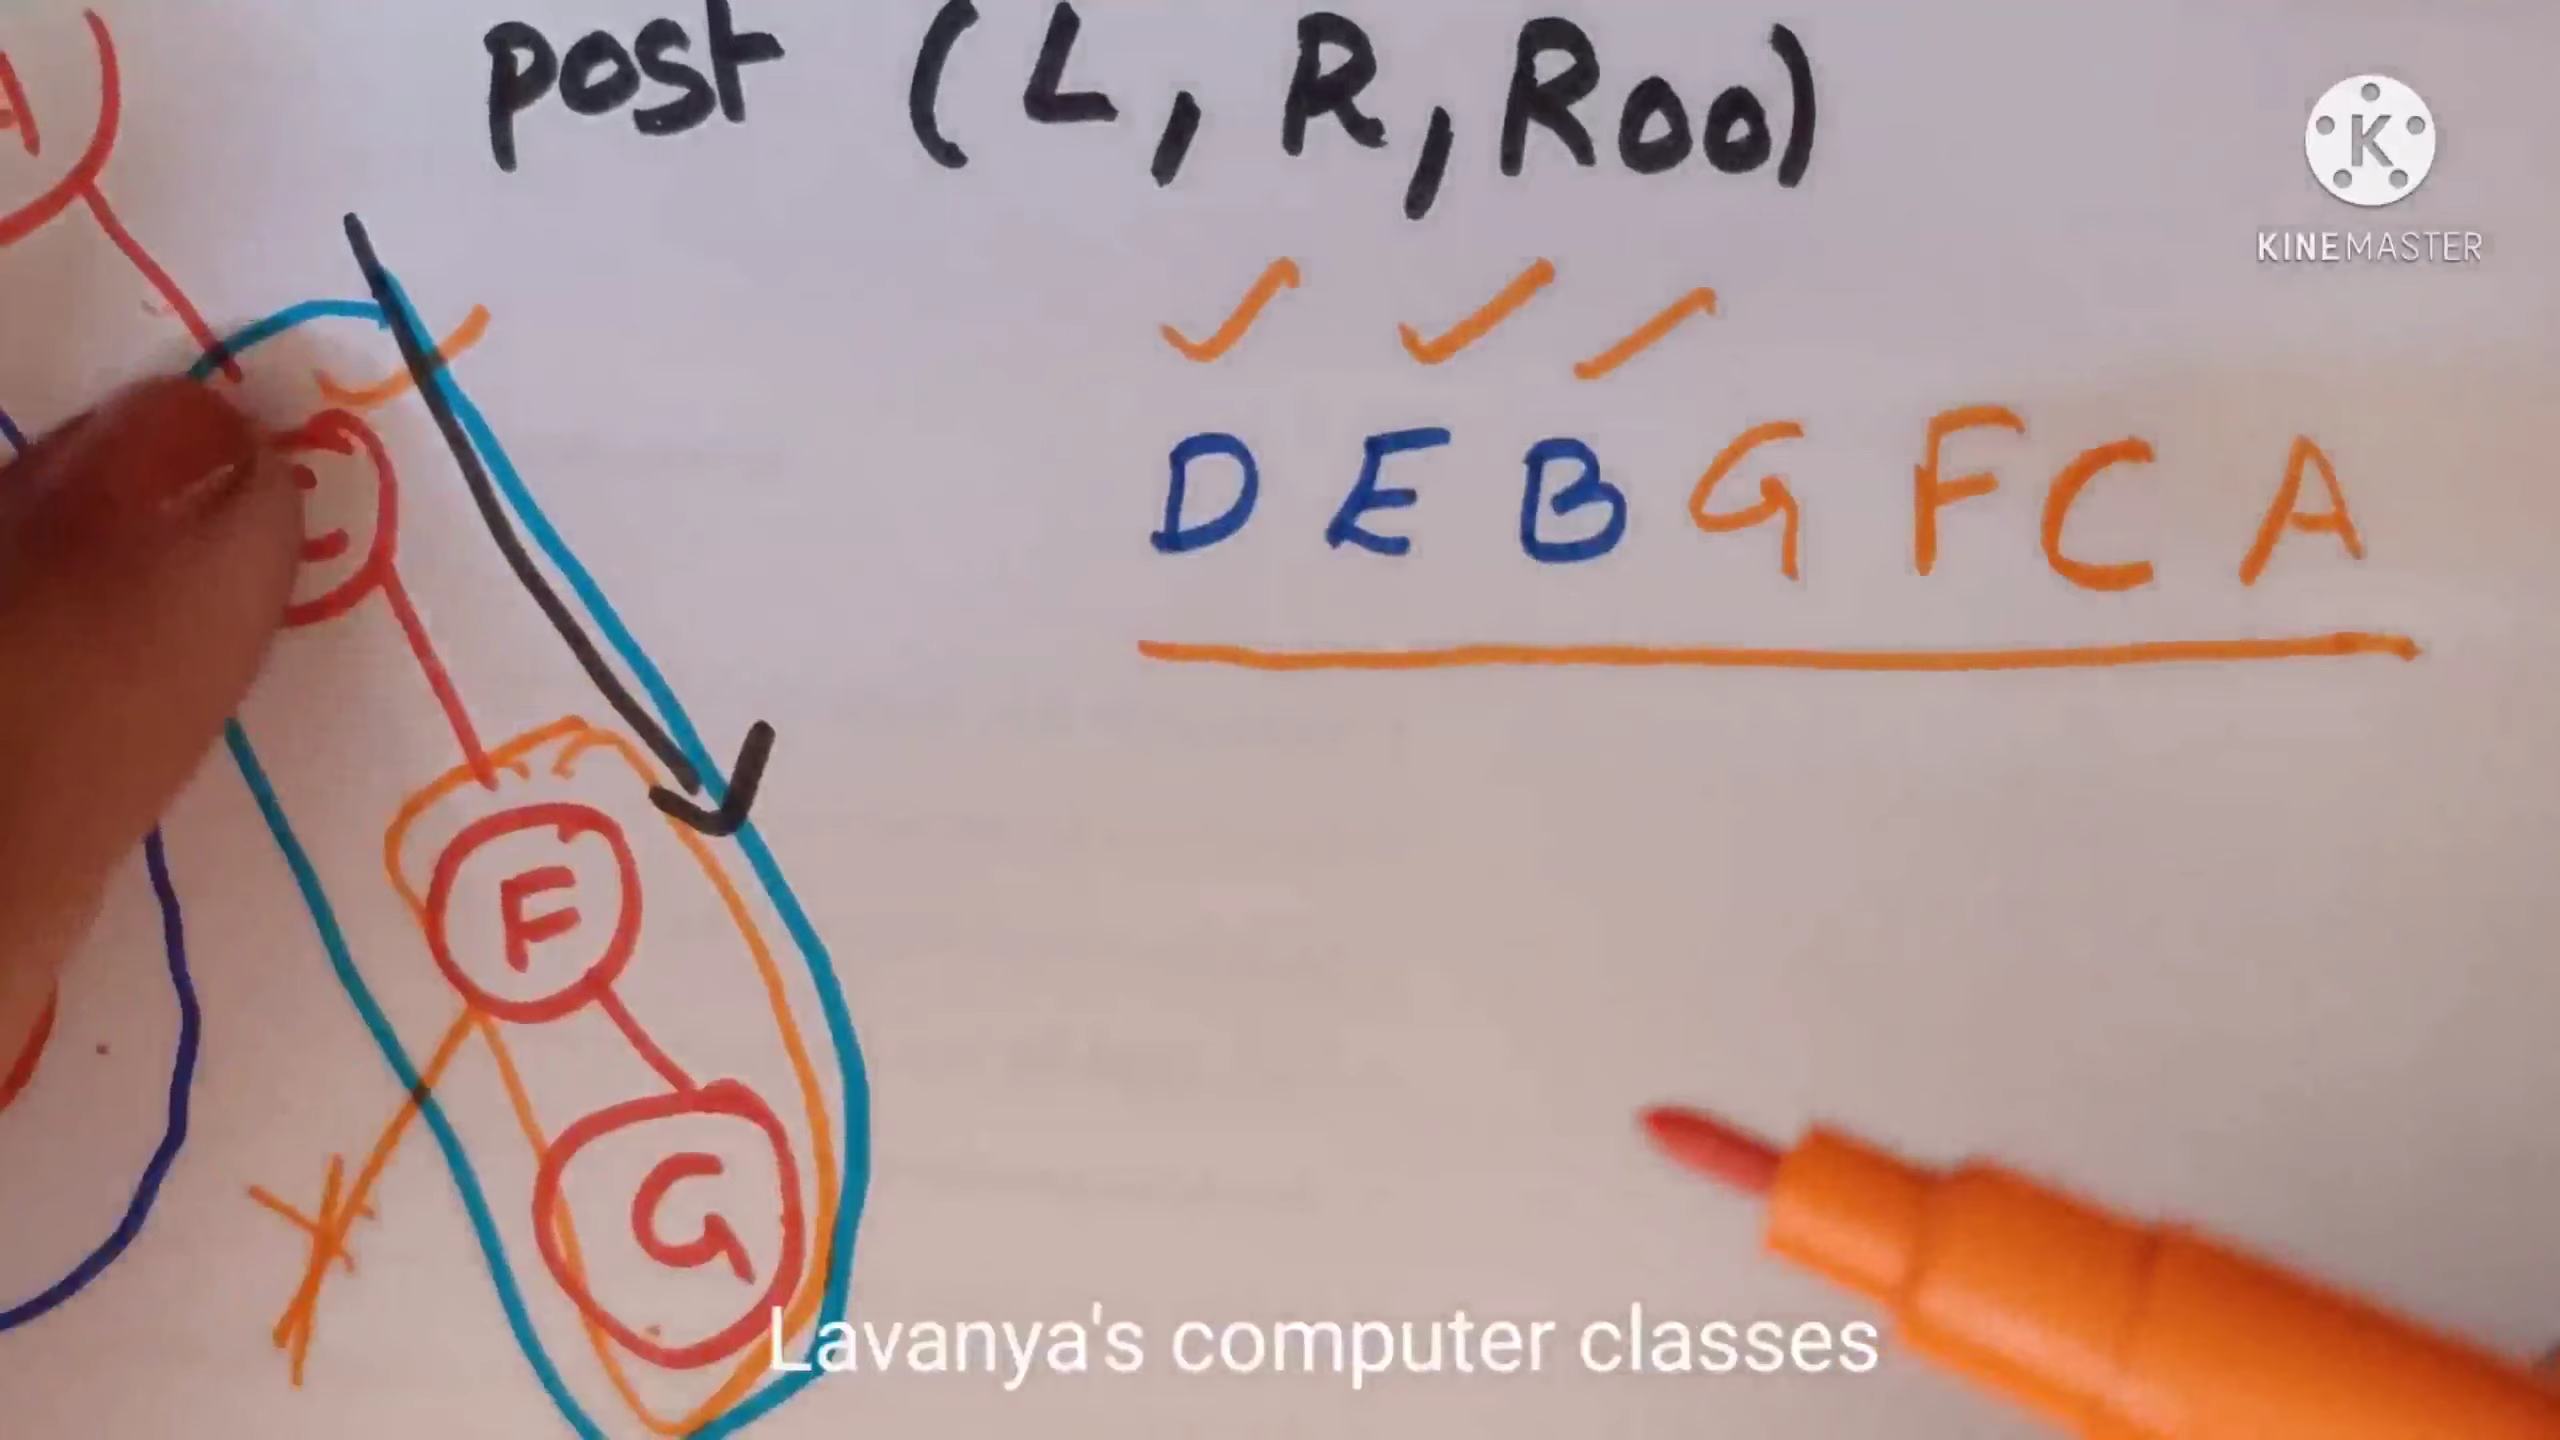 post (L, R, Roo)
KINEMASTER
D E B G F C A
A
C
F
G
Lavanya's computer classes